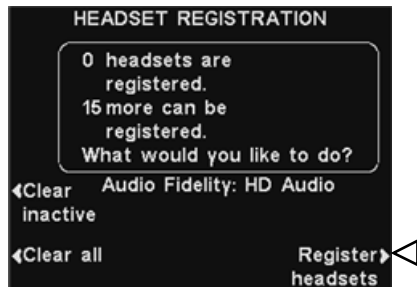 HEADSET REGISTRATION
0 headsets are
registered.
15 more can be
registered.
What would you like to do?
Audio Fidelity: HD Audio
Clear
inactive
Clear all
Register
headsets